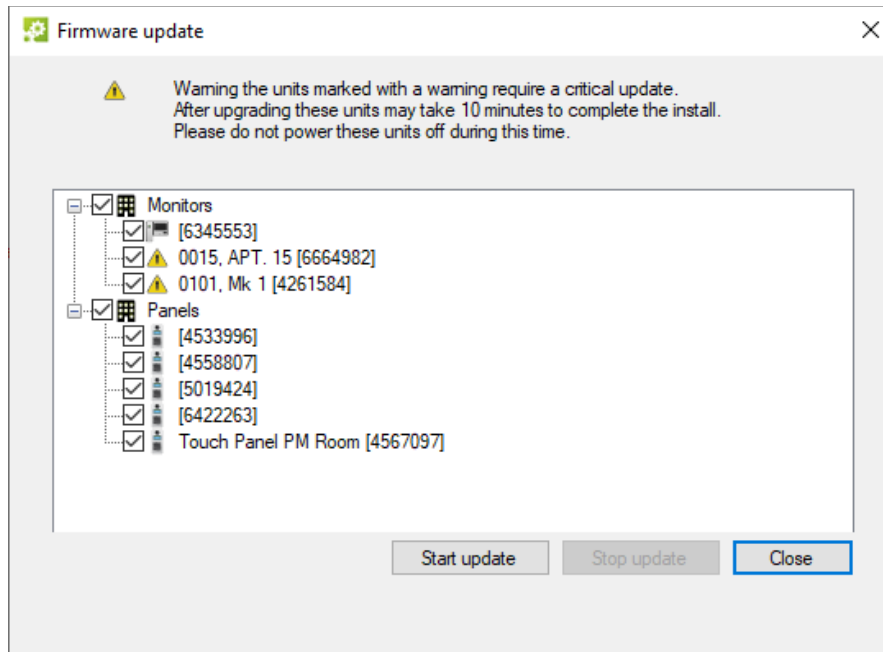 Firmware update
Warning the units marked with a warning require a critical update.
After upgrading these units may take 10 minutes to complete the install.
Please do not power these units off during this time.
Monitors
[6345553]
0015, APT. 15 [6664982]
0101, Mk 1 [4261584]
Panels
[4533996]
[4558807]
[5019424]
[6422263]
Touch Panel PM Room [4567097]
Start update
Stop update
Close